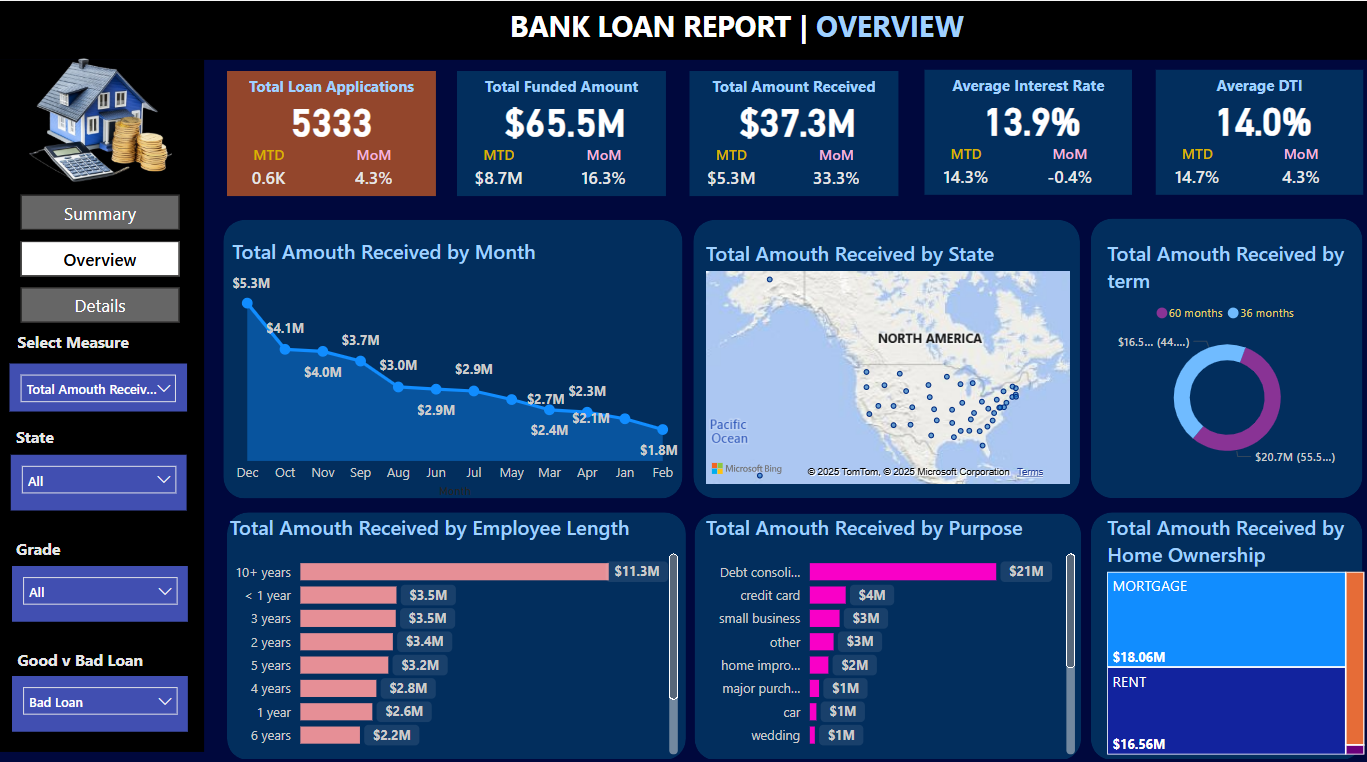 BANK LOAN REPORT | OVERVIEW
Summary
Overview
Details
Select Measure
Total Amouth Receiv...
State
All
Grade
All
Good v Bad Loan
Bad Loan
Total Loan Applications
5333
MTD MoM
0.6K 4.3%
Total Funded Amount
$65.5M
MTD MoM
$8.7M 16.3%
Total Amount Received
$37.3M
MTD MoM
$5.3M 33.3%
Average Interest Rate
13.9%
MTD MoM
14.3% -0.4%
Average DTI
14.0%
MTD MoM
14.7% 4.3%
Total Amouth Received by Month
$5.3M
$4.1M
$4.0M
$3.7M
$3.0M
$2.9M
$2.9M
$2.7M
$2.4M
$2.3M
$2.1M
$1.8M
Dec Oct Nov Sep Aug Jun Jul May Mar Apr Jan Feb
Month
Total Amouth Received by State
NORTH AMERICA
Pacific
Ocean
Microsoft Bing
© 2025 TomTom, © 2025 Microsoft Corporation Terms
Total Amouth Received by
term
60 months 36 months
$16.5... (44....)
$20.7M (55.5...)
Total Amouth Received by Employee Length
10+ years $11.3M
< 1 year $3.5M
3 years $3.5M
2 years $3.4M
5 years $3.2M
4 years $2.8M
1 year $2.6M
6 years $2.2M
Total Amouth Received by Purpose
Debt consoli... $21M
credit card $4M
small business $3M
other $3M
home impro... $2M
major purch... $1M
car $1M
wedding $1M
Total Amouth Received by
Home Ownership
MORTGAGE
$18.06M
RENT
$16.56M